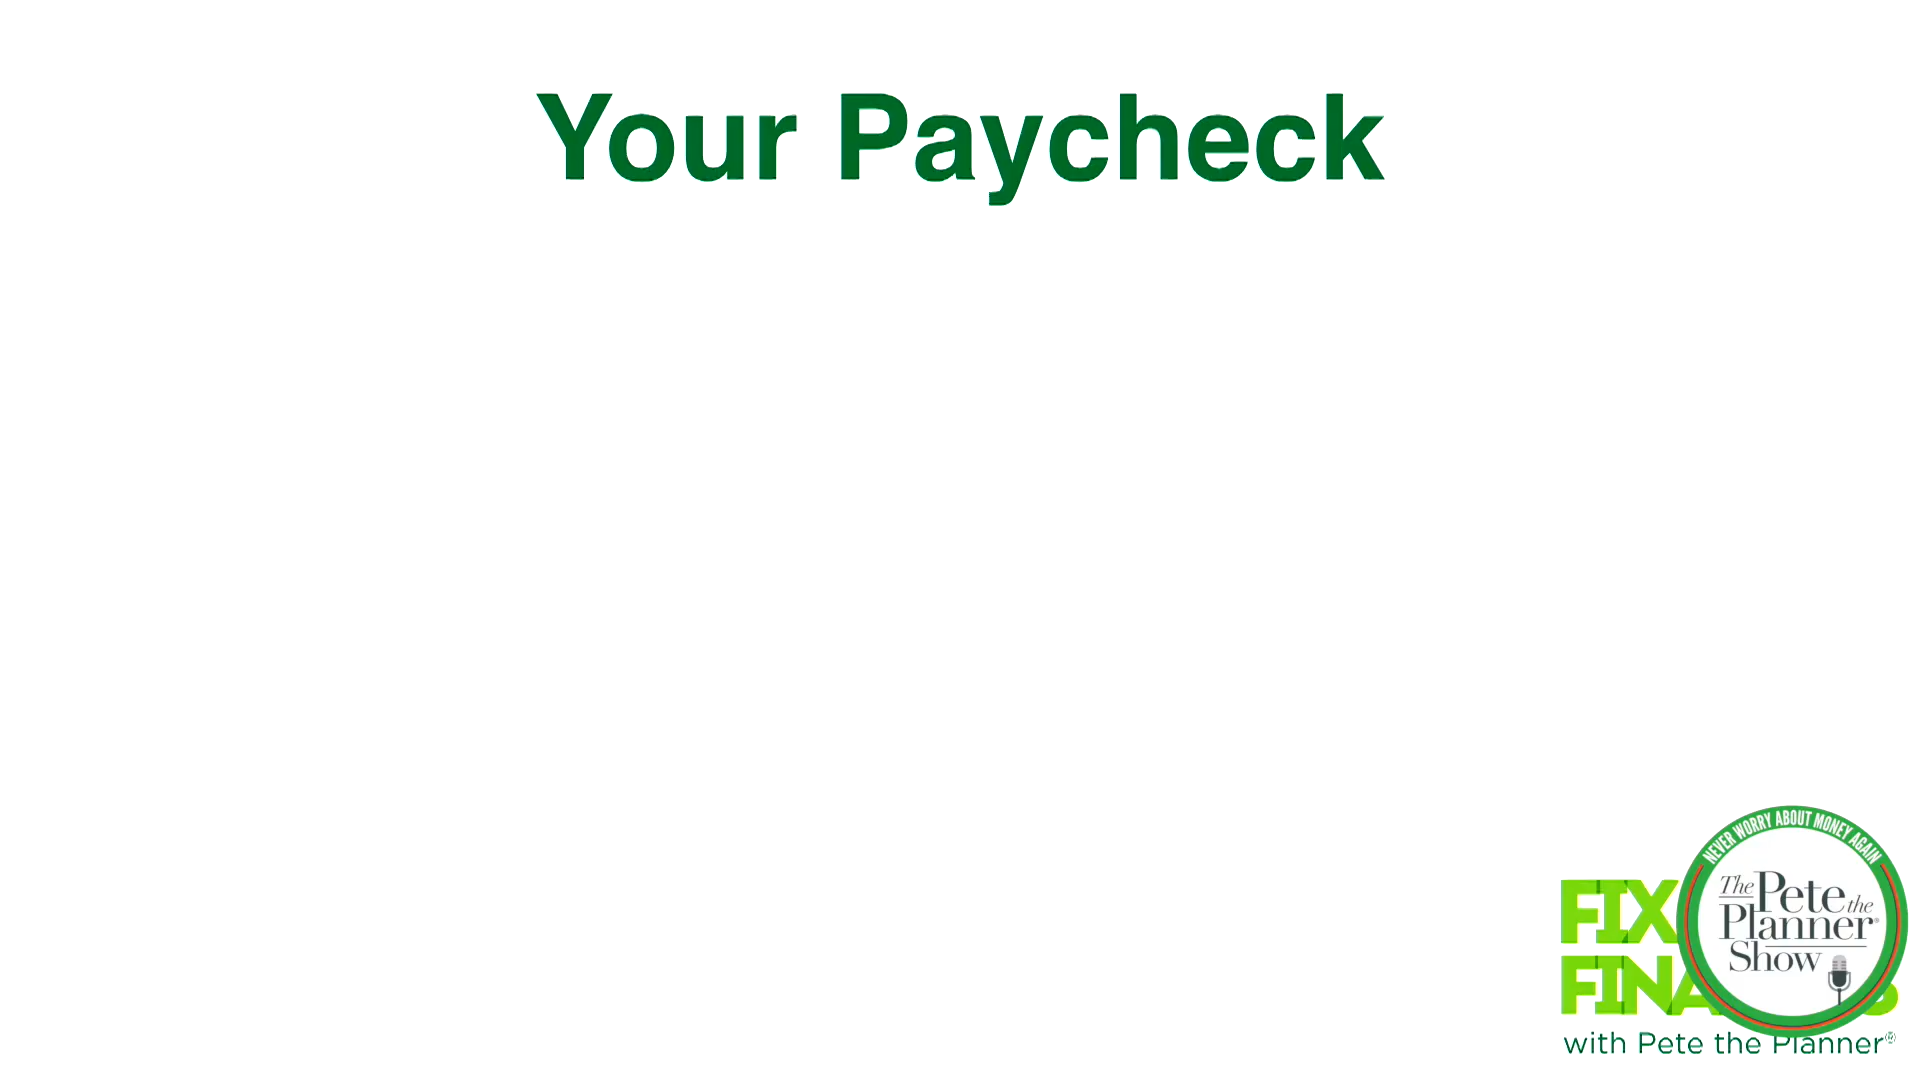 Your Paycheck
NEVER WORRY ABOUT MONEY AGAIN
The Pete the
Planner®
Show
FIX
FINA
with Pete the Planner®